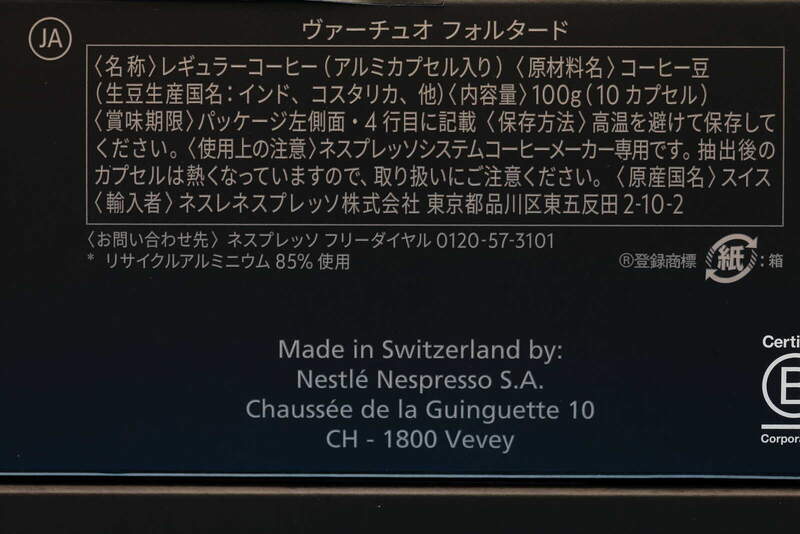 JA
ヴァーチュオ フォルタード
〈名称〉レギュラーコーヒー(アルミカプセル入り)〈原材料名〉コーヒー豆
(生豆生産国名:インド、コスタリカ、他)〈内容量〉100g(10カプセル)
〈賞味期限〉パッケージ左側面・4行目に記載〈保存方法〉高温を避けて保存して
ください。〈使用上の注意〉ネスプレッソシステムコーヒーメーカー専用です。抽出後の
カプセルは熱くなっていますので、取り扱いにご注意ください。〈原産国名〉スイス
〈輸入者〉ネスレネスプレッソ株式会社 東京都品川区東五反田2-10-2
〈お問い合わせ先〉ネスプレッソ フリーダイヤル 0120-57-3101
* リサイクルアルミニウム 85% 使用
®登録商標 紙:箱
Made in Switzerland by:
Nestlé Nespresso S.A.
Chaussée de la Guinguette 10
CH - 1800 Vevey